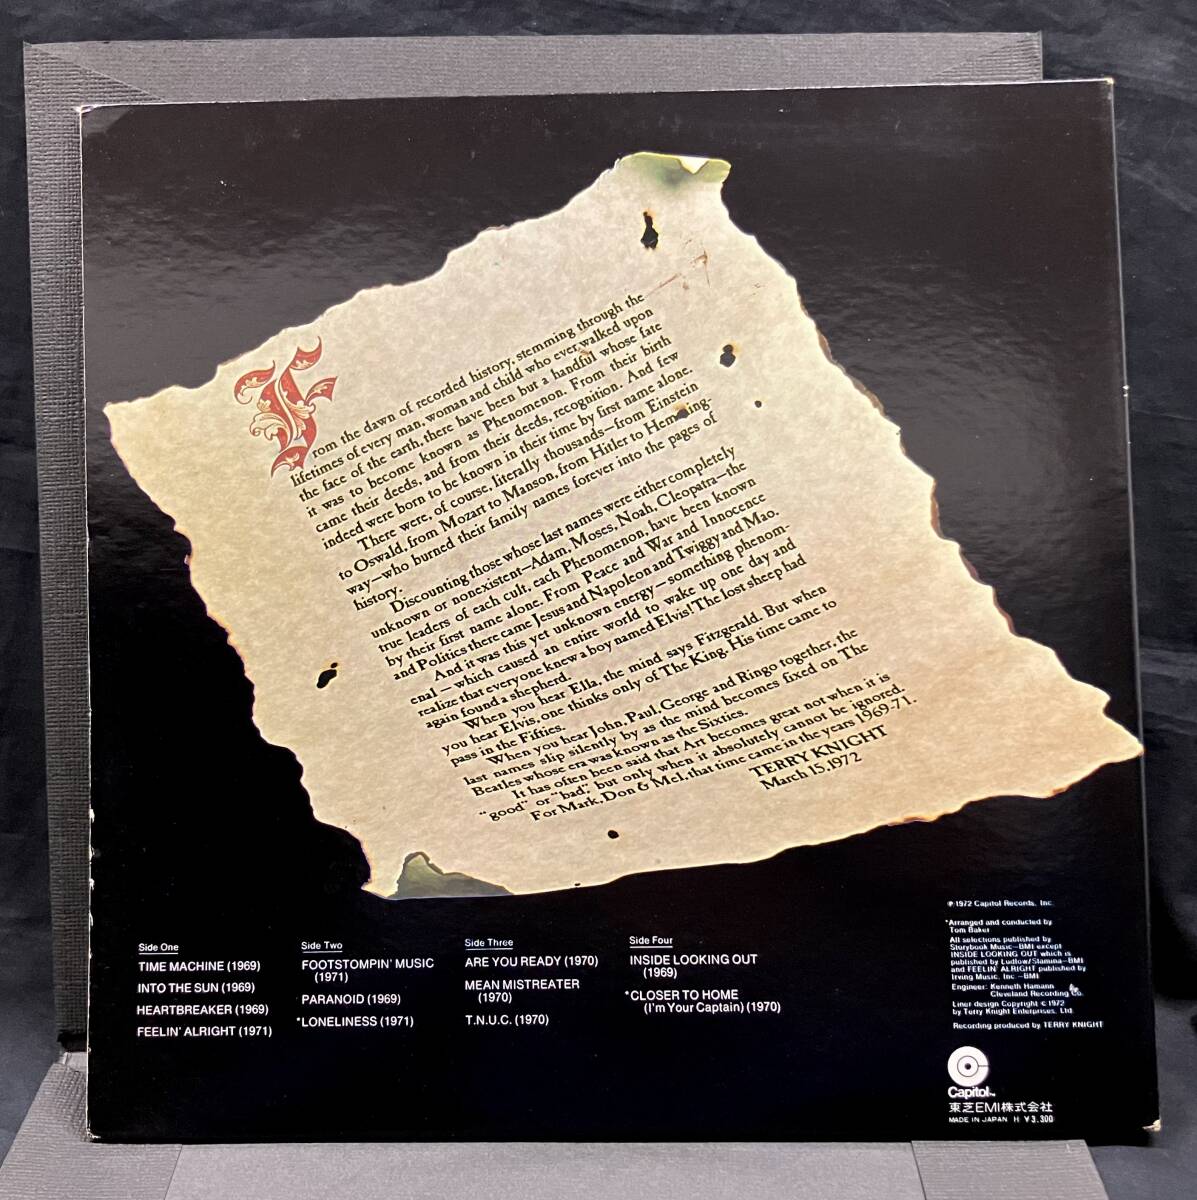 From the dawn of recorded history, stemming through the
lifetimes of every man, woman and child who ever walked upon
the face of the earth, there have been but a handful whose fate
it was to become known as Phenomenon. From their birth
came their deeds, and from their deeds, recognition. And few
indeed were born to be known in their time by first name alone.
There were, of course, literally thousands—from Einstein
to Oswald, from Mozart to Manson, from Hitler to Hemming-
way—who burned their family names forever into the pages of
history.
Discounting those whose last names were either completely
unknown or nonexistent—Adam, Moses, Noah, Cleopatra—the
true leaders of each cult, each Phenomenon, have been known
by their first name alone. From Peace and War and Innocence
and Politics there came Jesus and Napoleon and Twiggy and Mao.
And it was this yet unknown energy—something phenom-
enal—which caused an entire world to wake up one day and
realize that everyone knew a boy named Elvis! The lost sheep had
again found a shepherd.
When you hear Ella, the mind says Fitzgerald. But when
you hear Elvis, one thinks only of The King. His time came to
pass in the Fifties.
When you hear John, Paul, George and Ringo together, the
last names slip silently by as the mind becomes fixed on The
Beatles whose era was known as the Sixties.
It has often been said that Art becomes great not when it is
"good" or "bad", but only when it absolutely cannot be ignored.
For Mark, Don & Mel, that time came in the years 1969-71.
TERRY KNIGHT
March 15, 1972
Side One
TIME MACHINE (1969)
INTO THE SUN (1969)
HEARTBREAKER (1969)
FEELIN' ALRIGHT (1971)
Side Two
FOOTSTOMPIN' MUSIC
(1971)
PARANOID (1969)
*LONELINESS (1971)
Side Three
ARE YOU READY (1970)
MEAN MISTREATER
(1970)
T.N.U.C. (1970)
Side Four
INSIDE LOOKING OUT
(1969)
*CLOSER TO HOME
(I'm Your Captain) (1970)
℗ 1972 Capitol Records, Inc.
*Arranged and conducted by
Tom Baker
All selections published by
Storybook Music—BMI except
INSIDE LOOKING OUT which is
published by Ludlow/Slamina—BMI
and FEELIN' ALRIGHT published by
Irving Music, Inc.—BMI
Engineer: Kenneth Hamann
Cleveland Recording Co.
Liner design Copyright © 1972
by Terry Knight Enterprises, Ltd.
Recording produced by TERRY KNIGHT
Capitol™
東芝EMI株式会社
MADE IN JAPAN H ¥3,300